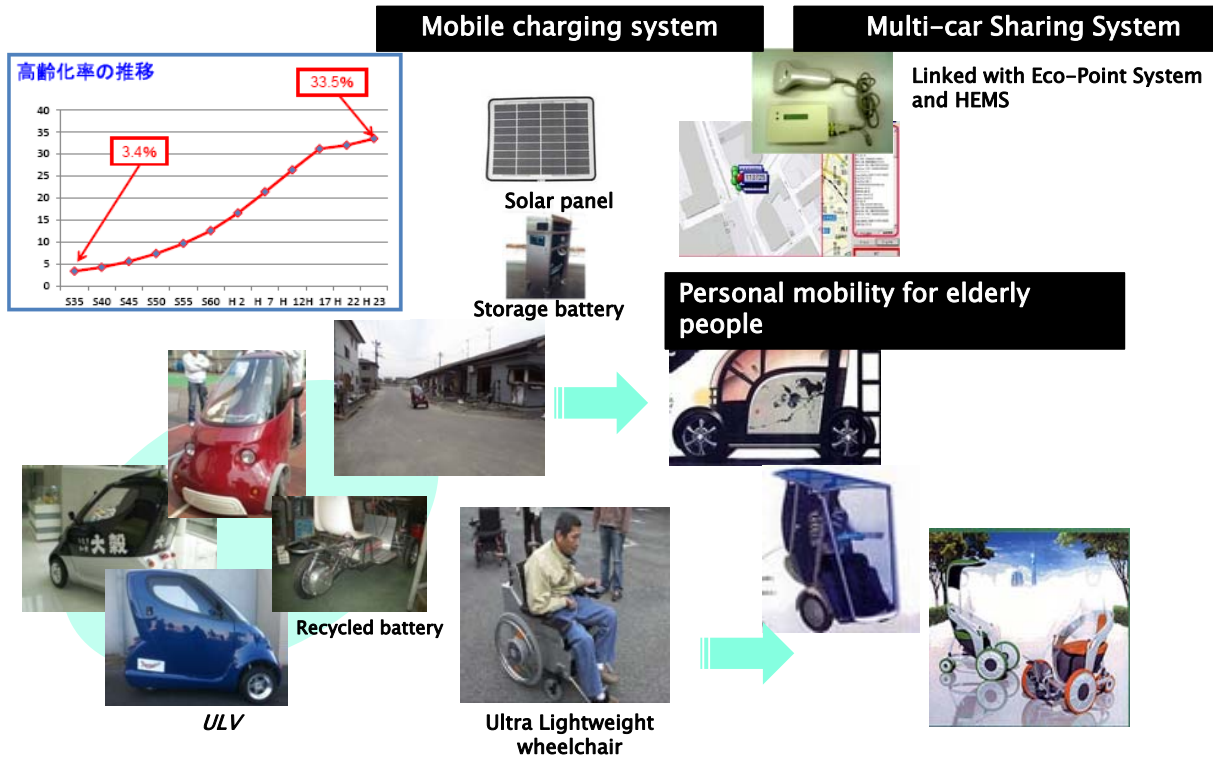 Mobile charging system
Multi-car Sharing System
Linked with Eco-Point System
and HEMS
高齢化率の推移
33.5%
3.4%
40
35
30
25
20
15
10
5
0
S35 S40 S45 S50 S55 S60 H 2 H 7 H 12H 17 H 22 H 23
Solar panel
Storage battery
Personal mobility for elderly
people
大毅
Recycled battery
ULV
Ultra Lightweight
wheelchair